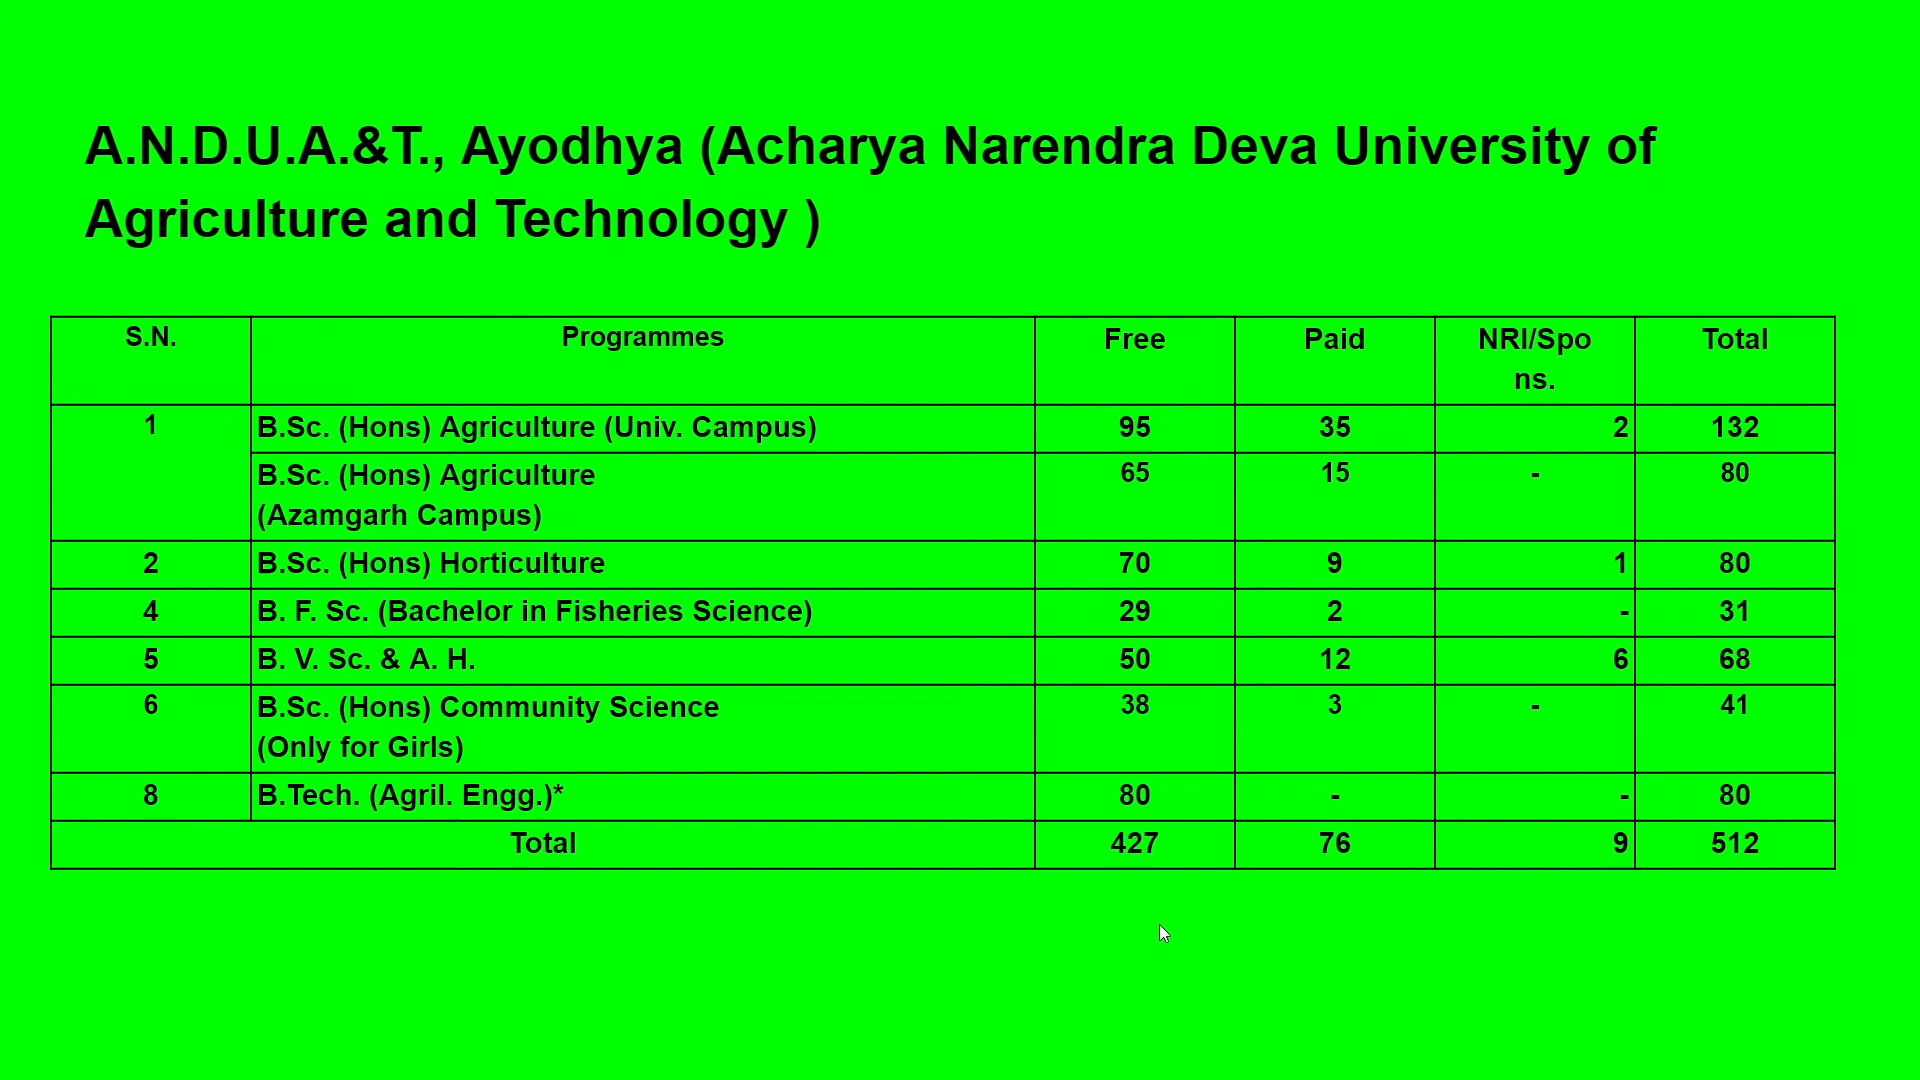 A.N.D.U.A.&T., Ayodhya (Acharya Narendra Deva University of
Agriculture and Technology )
S.N. Programmes Free Paid NRI/Spo
ns. Total
1 B.Sc. (Hons) Agriculture (Univ. Campus) 95 35 2 132
B.Sc. (Hons) Agriculture
(Azamgarh Campus) 65 15 - 80
2 B.Sc. (Hons) Horticulture 70 9 1 80
4 B. F. Sc. (Bachelor in Fisheries Science) 29 2 - 31
5 B. V. Sc. & A. H. 50 12 6 68
6 B.Sc. (Hons) Community Science
(Only for Girls) 38 3 - 41
8 B.Tech. (Agril. Engg.)* 80 - - 80
Total 427 76 9 512